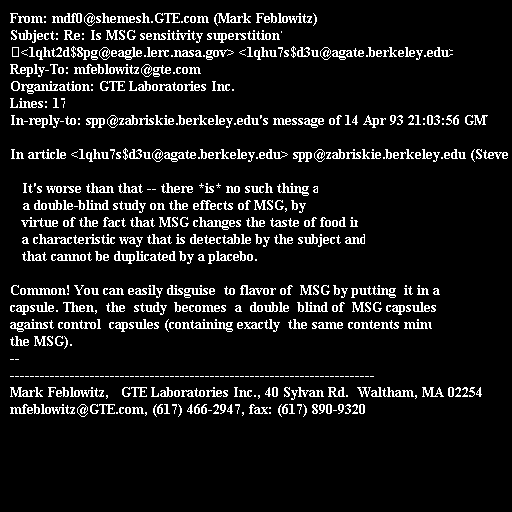 From: mdf0@shemesh.GTE.com (Mark Feblowitz)
Subject: Re: Is MSG sensitivity superstition
<1qht2d$8pg@eagle.lerc.nasa.gov> <1qhu7s$d3u@agate.berkeley.edu>
Reply-To: mfeblowitz@gte.com
Organization: GTE Laboratories Inc.
Lines: 17
In-reply-to: spp@zabriskie.berkeley.edu's message of 14 Apr 93 21:03:56 GM
In article <1qhu7s$d3u@agate.berkeley.edu> spp@zabriskie.berkeley.edu (Steve
It's worse than that -- there *is* no such thing a
a double-blind study on the effects of MSG, by
virtue of the fact that MSG changes the taste of food in
a characteristic way that is detectable by the subject and
that cannot be duplicated by a placebo.
Common! You can easily disguise to flavor of MSG by putting it in a
capsule. Then, the study becomes a double blind of MSG capsules
against control capsules (containing exactly the same contents minu
the MSG).
--
-------------------------------------------------------------------------
Mark Feblowitz, GTE Laboratories Inc., 40 Sylvan Rd. Waltham, MA 02254
mfeblowitz@GTE.com, (617) 466-2947, fax: (617) 890-9320